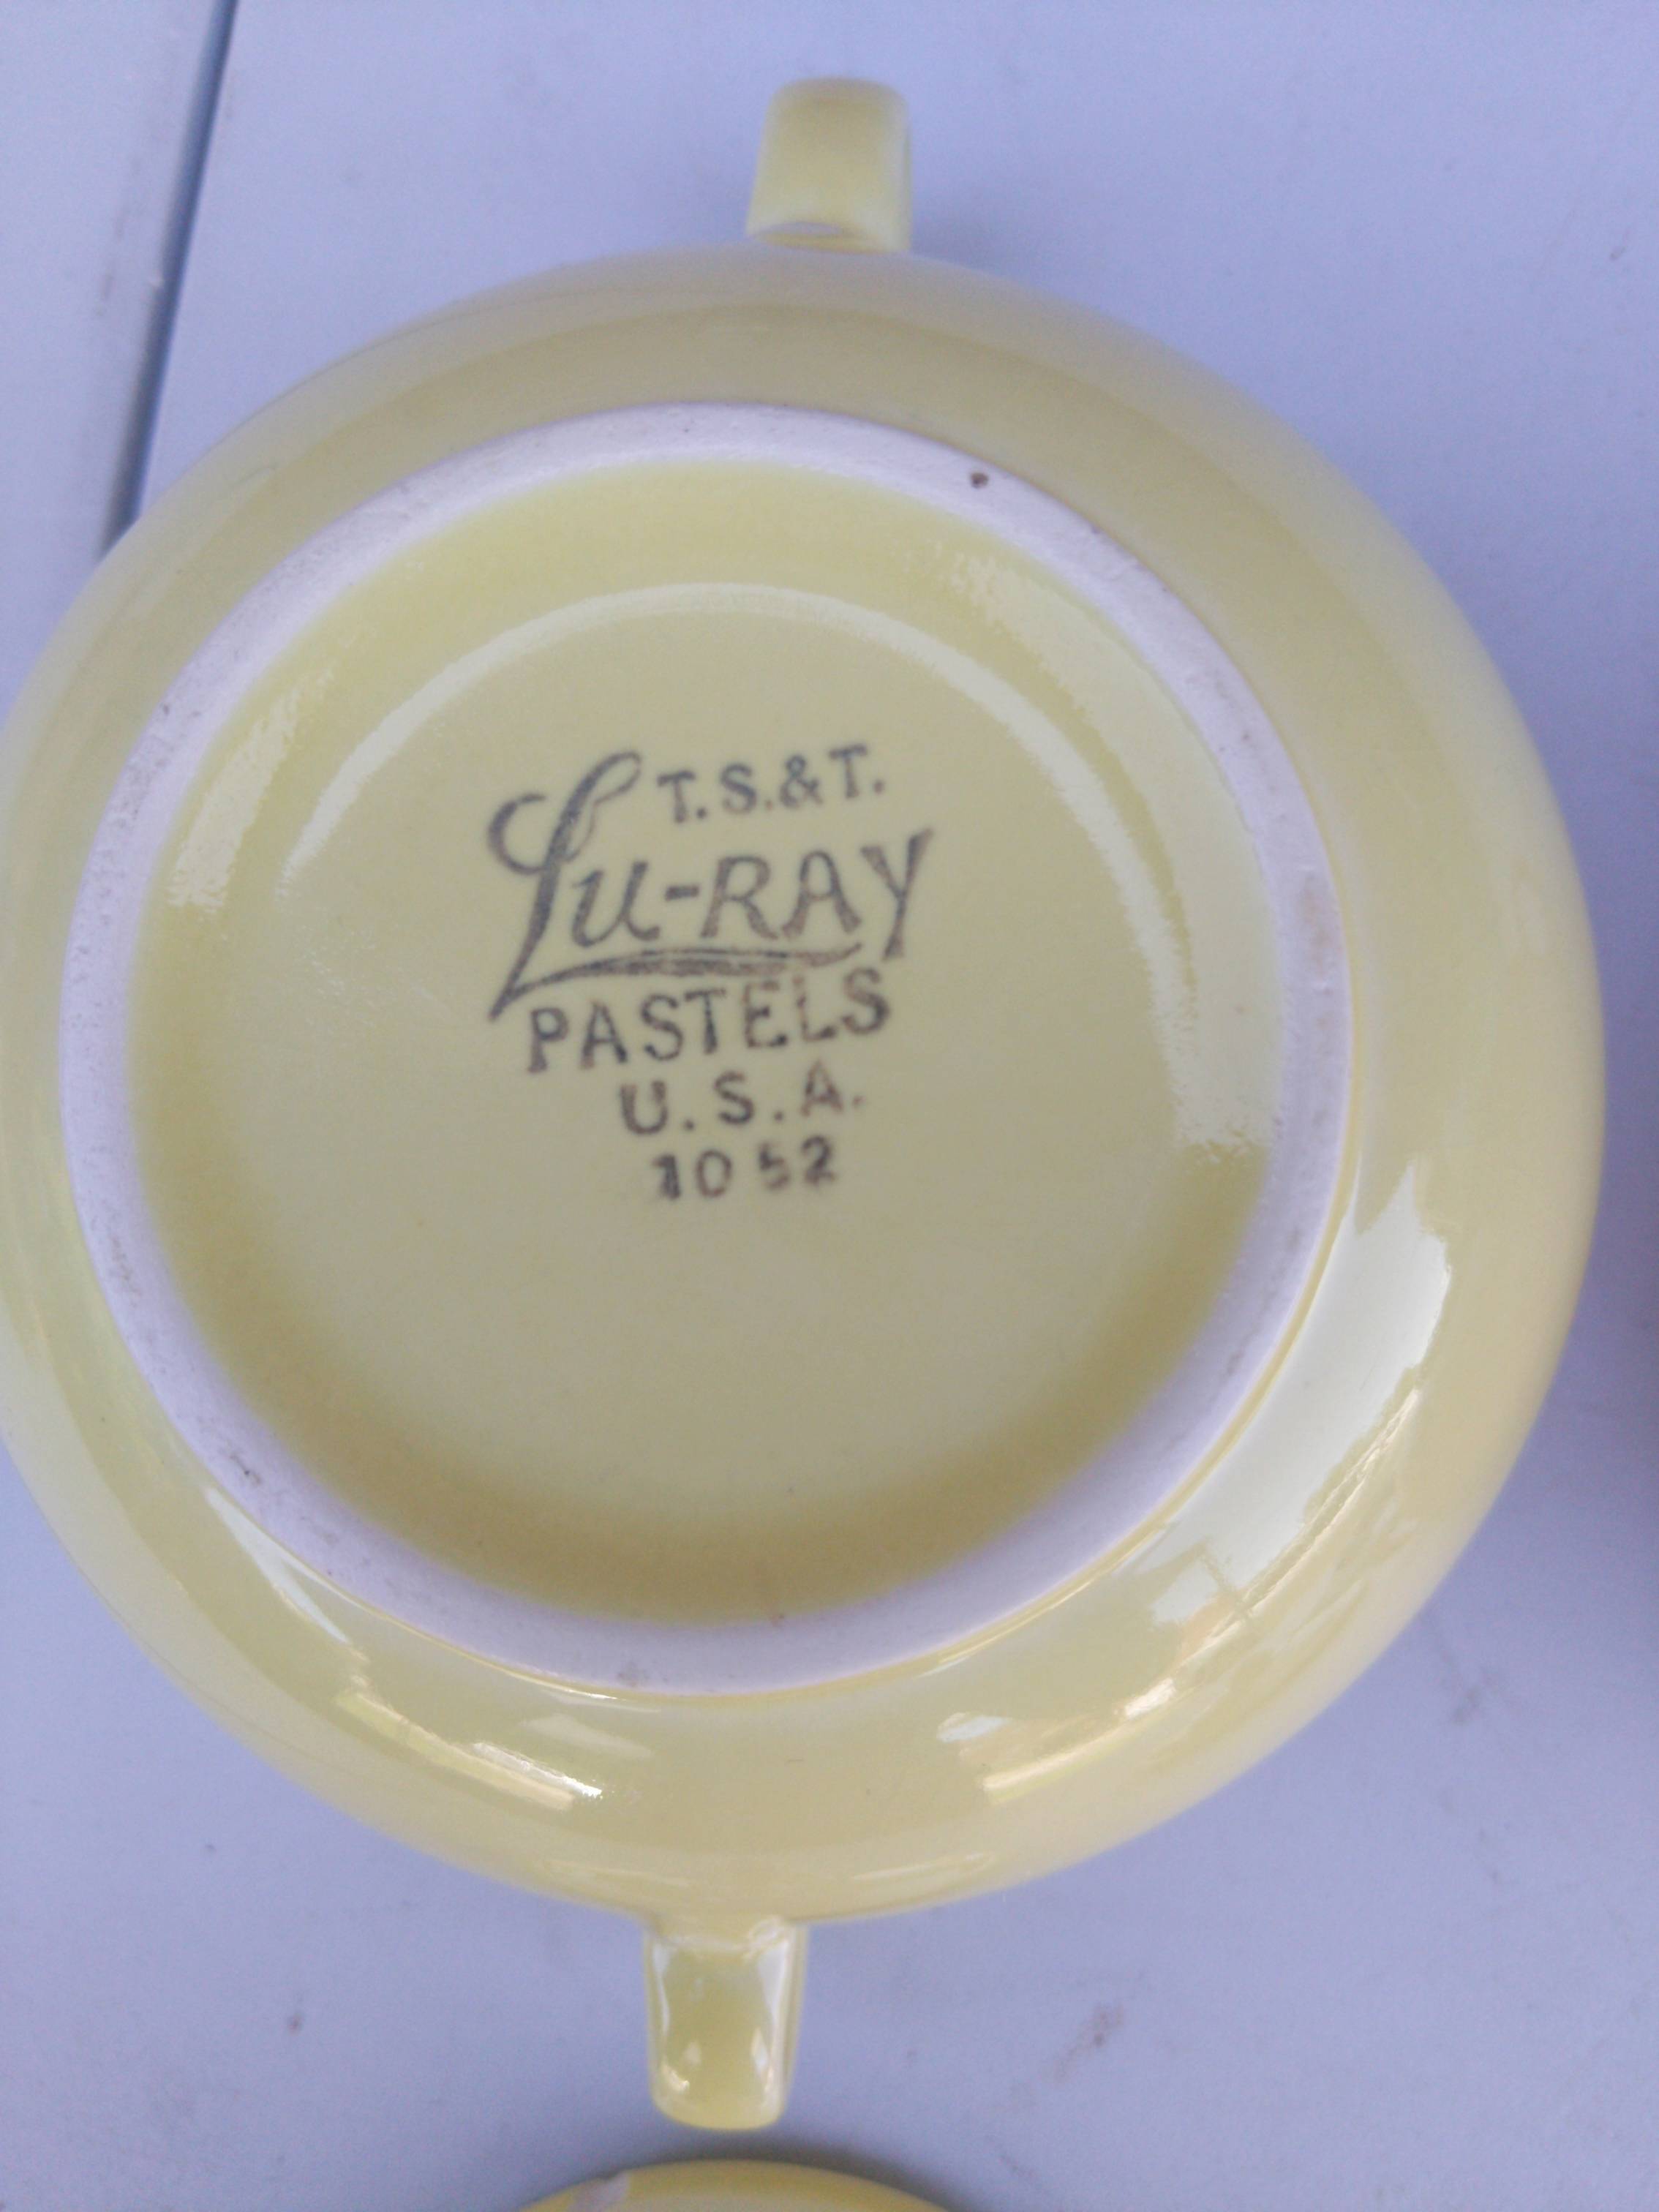 T.S.&T.
Lu-RAY
PASTELS
U.S.A.
1052